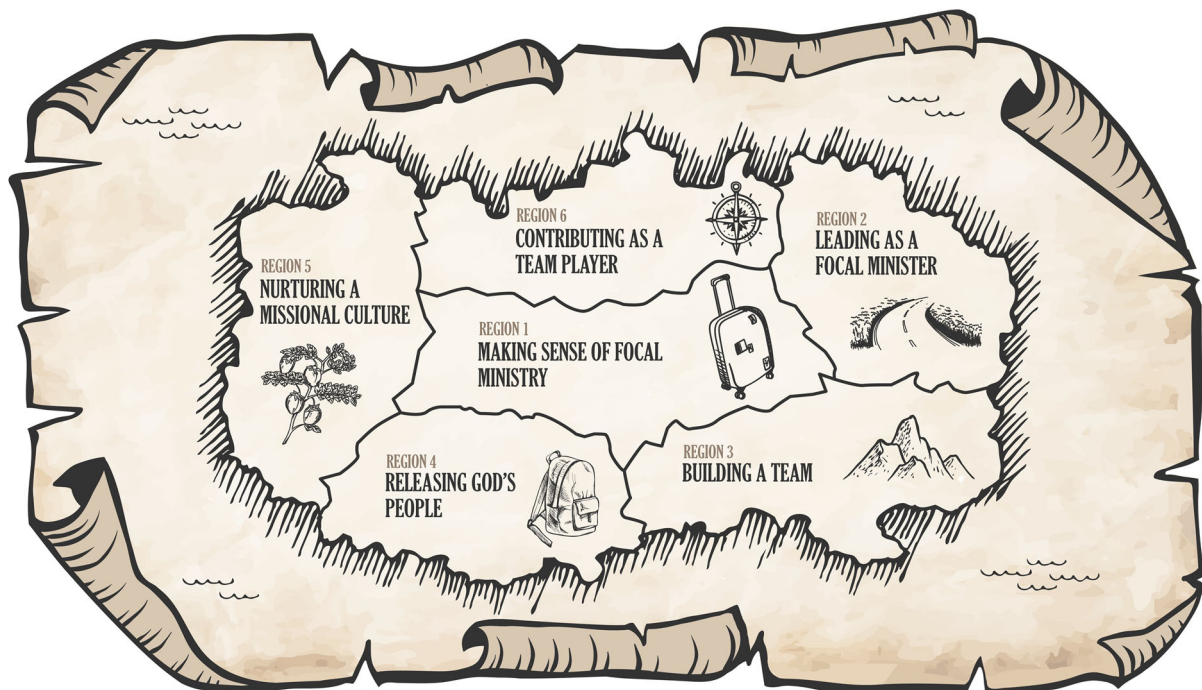 REGION 6
CONTRIBUTING AS A
TEAM PLAYER
REGION 2
LEADING AS A
FOCAL MINISTER
REGION 5
NURTURING A
MISSIONAL CULTURE
REGION 1
MAKING SENSE OF FOCAL
MINISTRY
REGION 4
RELEASING GOD'S
PEOPLE
REGION 3
BUILDING A TEAM